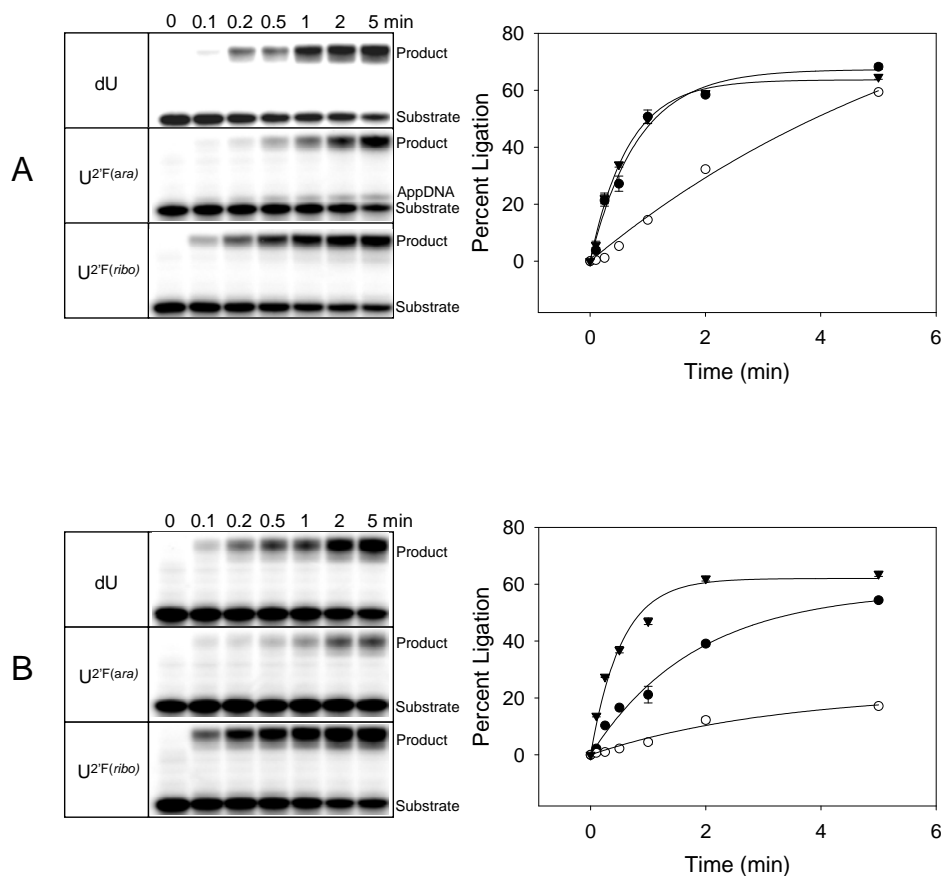 0 0.1 0.2 0.5 1 2 5 min
A
dU
Product
Substrate
U2'F(ara)
Product
AppDNA
Substrate
U2'F(ribo)
Product
Substrate
Percent Ligation
80
60
40
20
0
0 2 4 6
Time (min)
0 0.1 0.2 0.5 1 2 5 min
B
dU
Product
U2'F(ara)
Product
Substrate
U2'F(ribo)
Product
Substrate
Percent Ligation
80
60
40
20
0
0 2 4 6
Time (min)